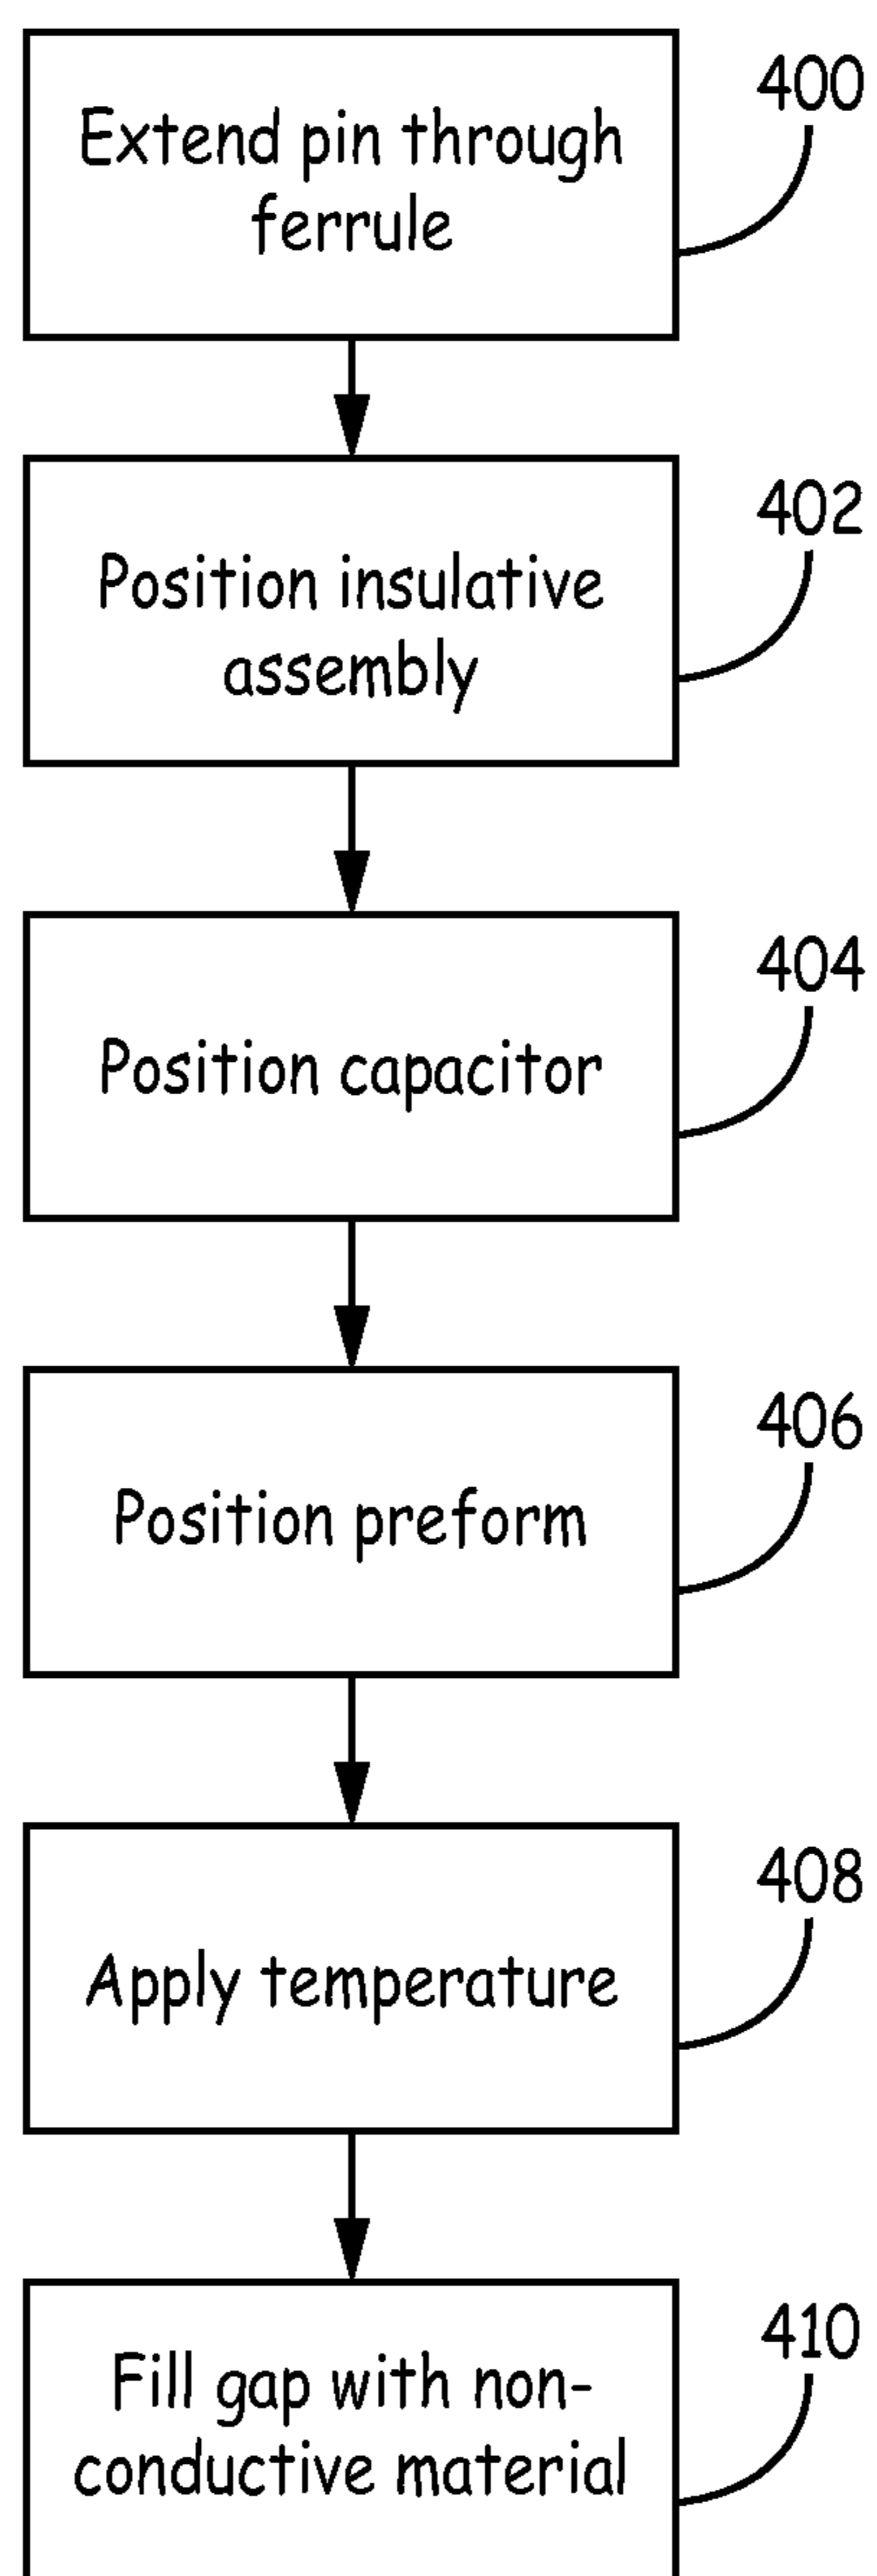 Extend pin through
ferrule
400
Position insulative
assembly
402
Position capacitor
404
Position preform
406
Apply temperature
408
Fill gap with non-
conductive material
410